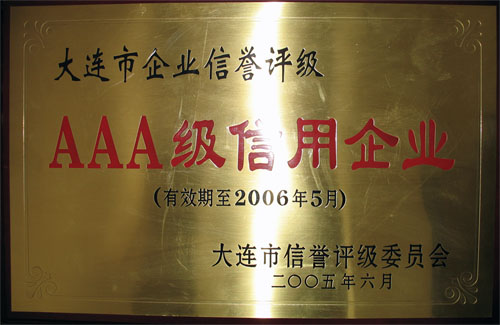 大连市企业信誉评级
AAA级信用企业
(有效期至2006年5月)
大连市信誉评级委员会
二〇〇五年六月